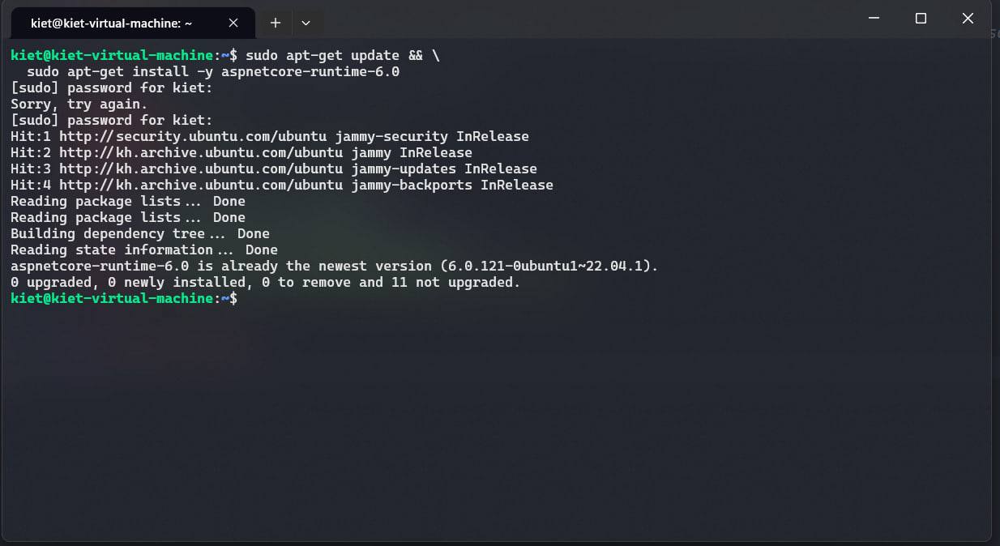 kiet@kiet-virtual-machine: ~
kiet@kiet-virtual-machine:~$ sudo apt-get update && \
  sudo apt-get install -y aspnetcore-runtime-6.0
[sudo] password for kiet:
Sorry, try again.
[sudo] password for kiet:
Hit:1 http://security.ubuntu.com/ubuntu jammy-security InRelease
Hit:2 http://kh.archive.ubuntu.com/ubuntu jammy InRelease
Hit:3 http://kh.archive.ubuntu.com/ubuntu jammy-updates InRelease
Hit:4 http://kh.archive.ubuntu.com/ubuntu jammy-backports InRelease
Reading package lists... Done
Reading package lists... Done
Building dependency tree... Done
Reading state information... Done
aspnetcore-runtime-6.0 is already the newest version (6.0.121-0ubuntu1~22.04.1).
0 upgraded, 0 newly installed, 0 to remove and 11 not upgraded.
kiet@kiet-virtual-machine:~$